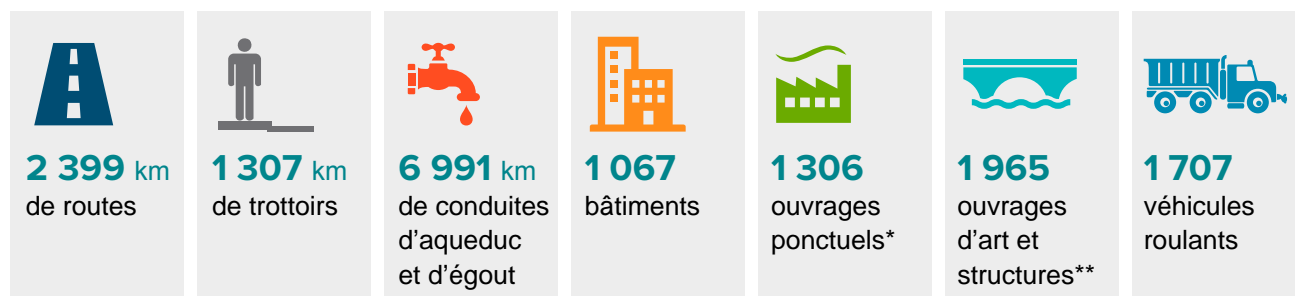 2 399 km
de routes
1 307 km
de trottoirs
6 991 km
de conduites
d’aqueduc
et d’égout
1 067
bâtiments
1 306
ouvrages
ponctuels*
1 965
ouvrages
d’art et
structures**
1 707
véhicules
roulants